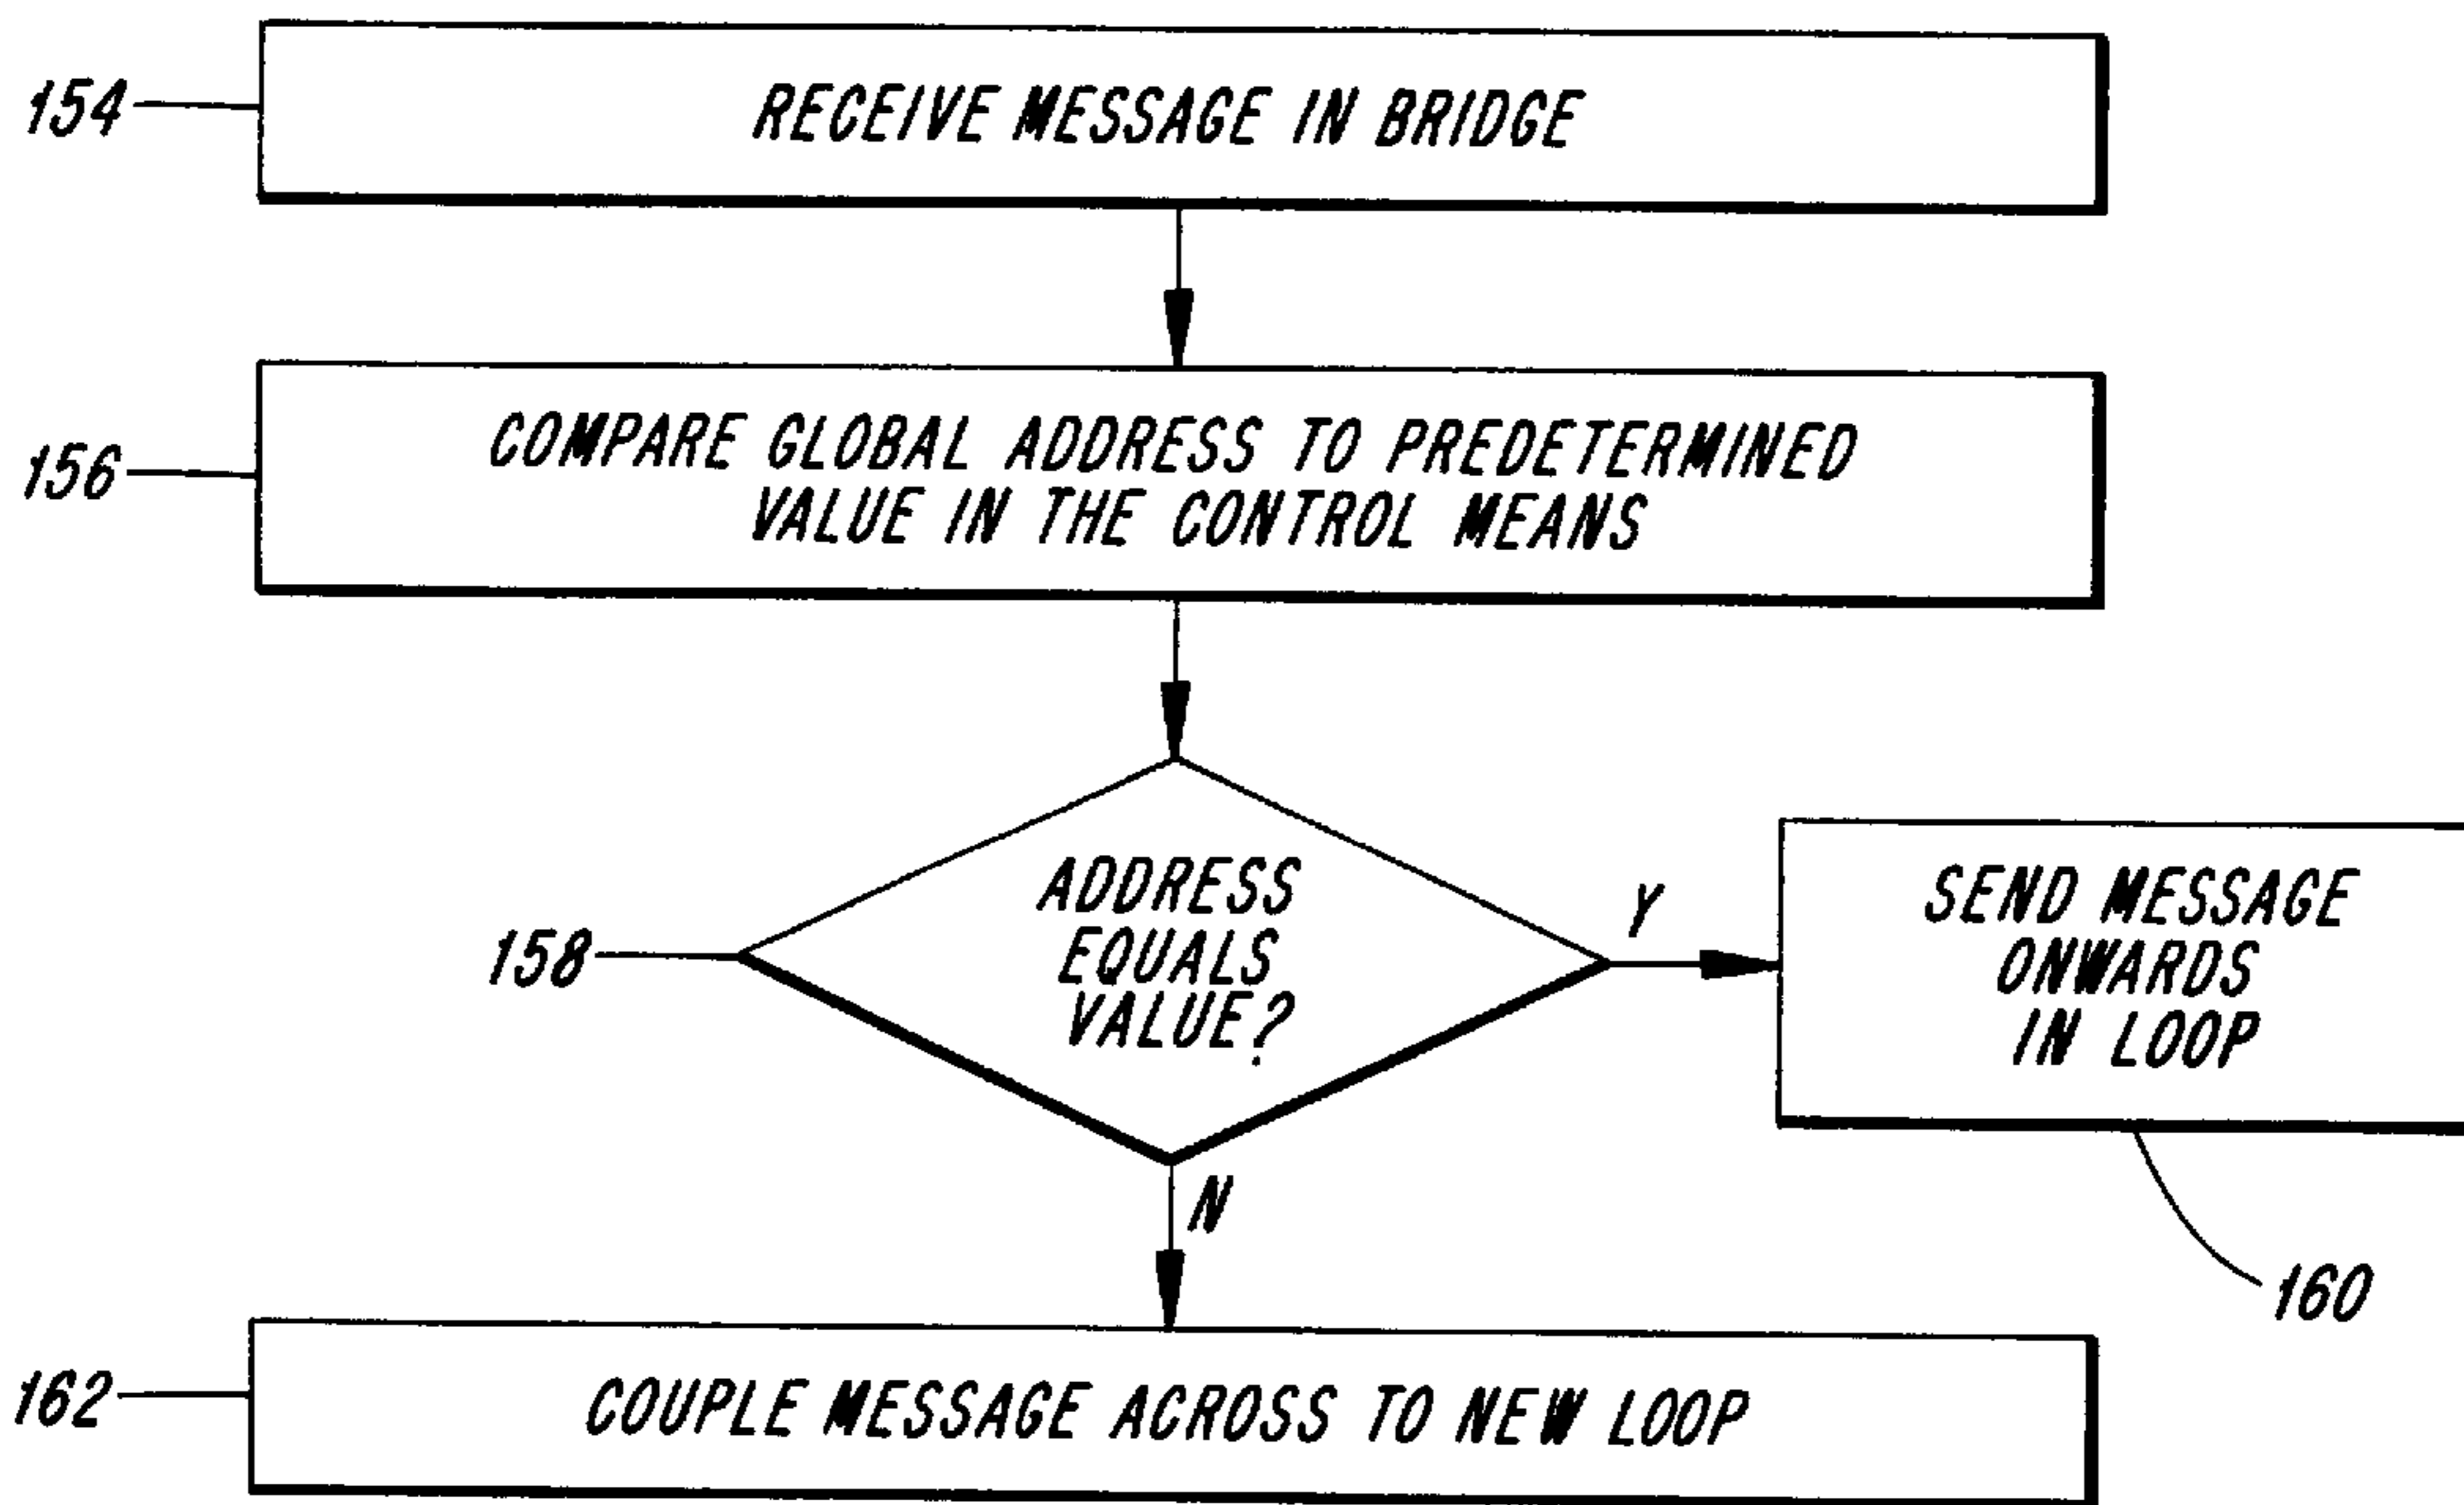 154
RECEIVE MESSAGE IN BRIDGE
156
COMPARE GLOBAL ADDRESS TO PREDETERMINED
VALUE IN THE CONTROL MEANS
158
ADDRESS
EQUALS
VALUE?
Y
SEND MESSAGE
ONWARDS
IN LOOP
160
N
162
COUPLE MESSAGE ACROSS TO NEW LOOP